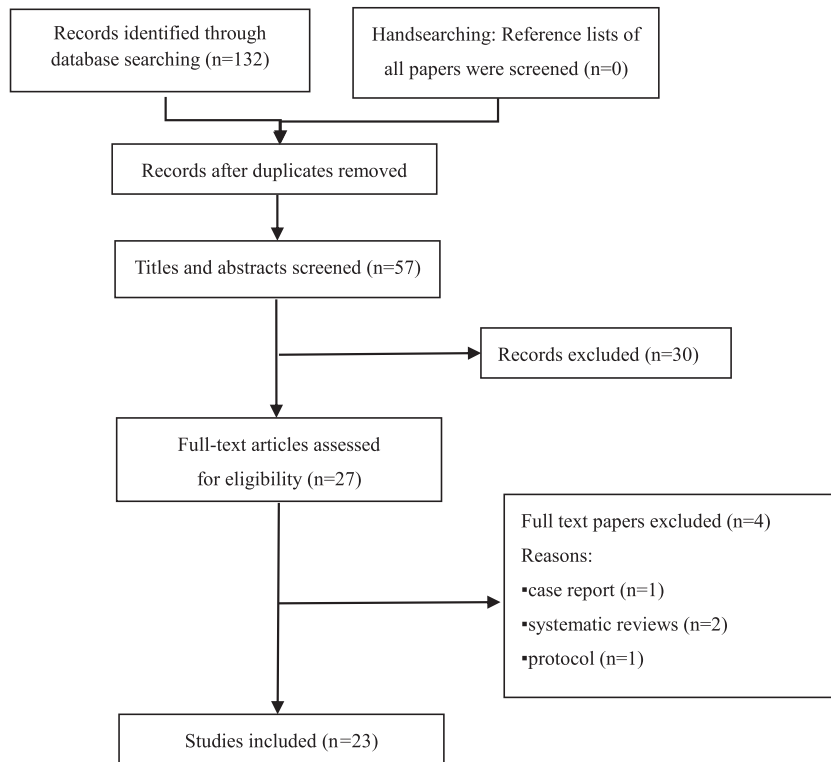 Records identified through
database searching (n=132)
Handsearching: Reference lists of
all papers were screened (n=0)
Records after duplicates removed
Titles and abstracts screened (n=57)
Records excluded (n=30)
Full-text articles assessed
for eligibility (n=27)
Full text papers excluded (n=4)
Reasons:
▪case report (n=1)
▪systematic reviews (n=2)
▪protocol (n=1)
Studies included (n=23)